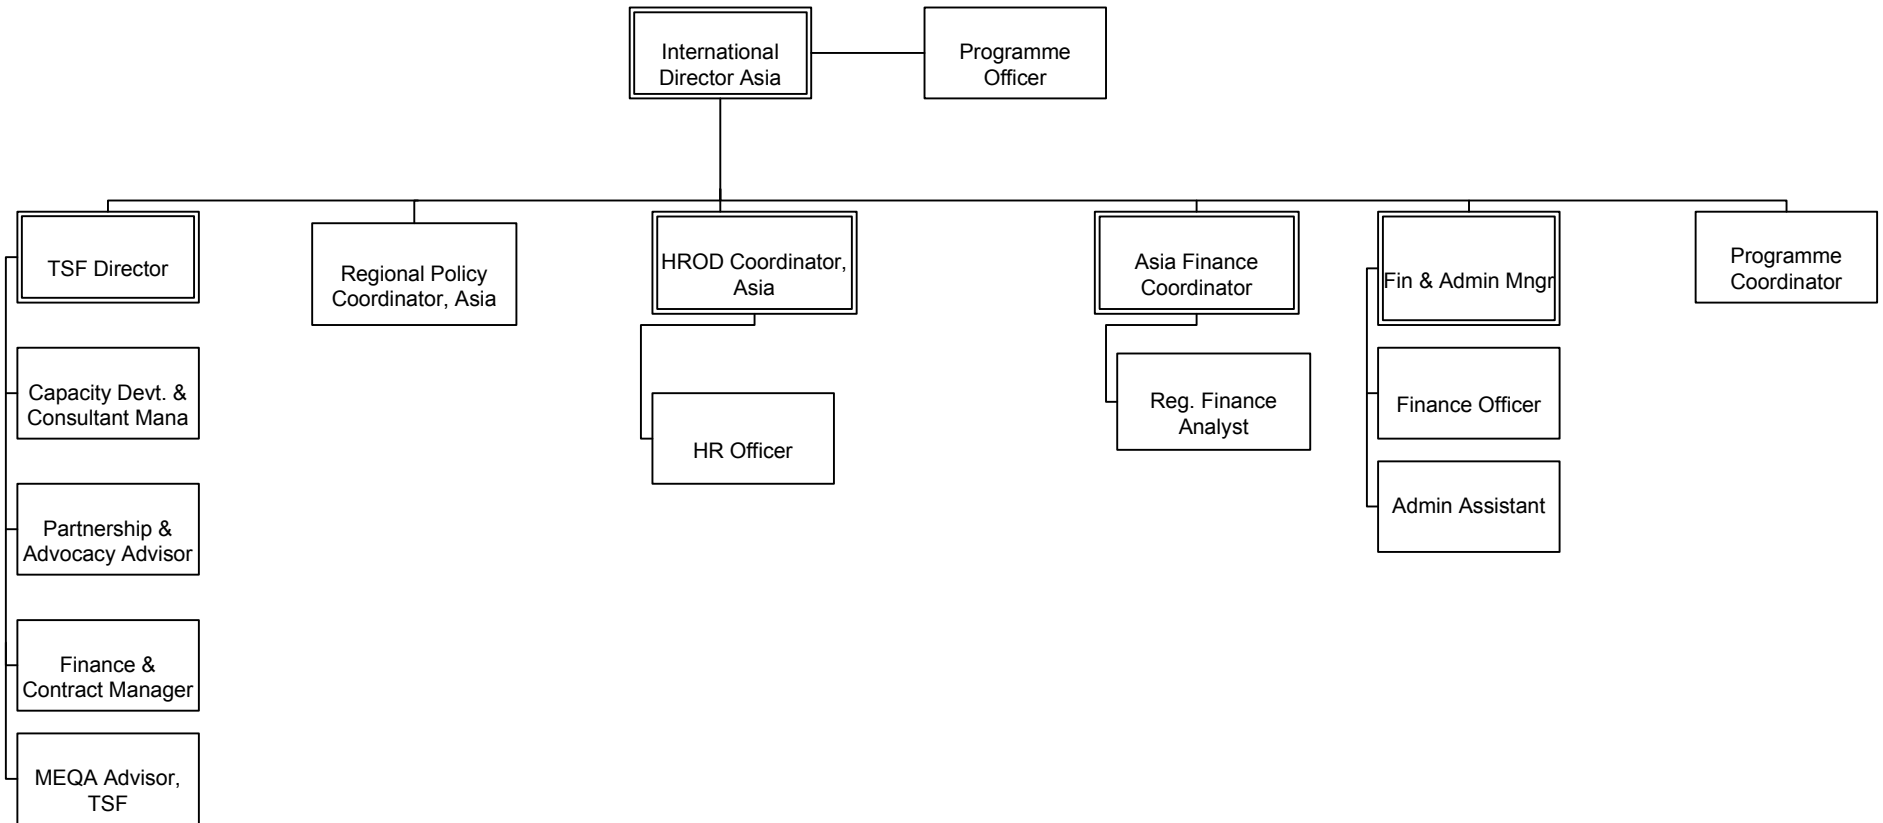 International
Director Asia
Programme
Officer
TSF Director
Regional Policy
Coordinator, Asia
HROD Coordinator,
Asia
Asia Finance
Coordinator
Fin & Admin Mngr
Programme
Coordinator
Capacity Devt. &
Consultant Mana
Partnership &
Advocacy Advisor
Finance &
Contract Manager
MEQA Advisor,
TSF
HR Officer
Reg. Finance
Analyst
Finance Officer
Admin Assistant